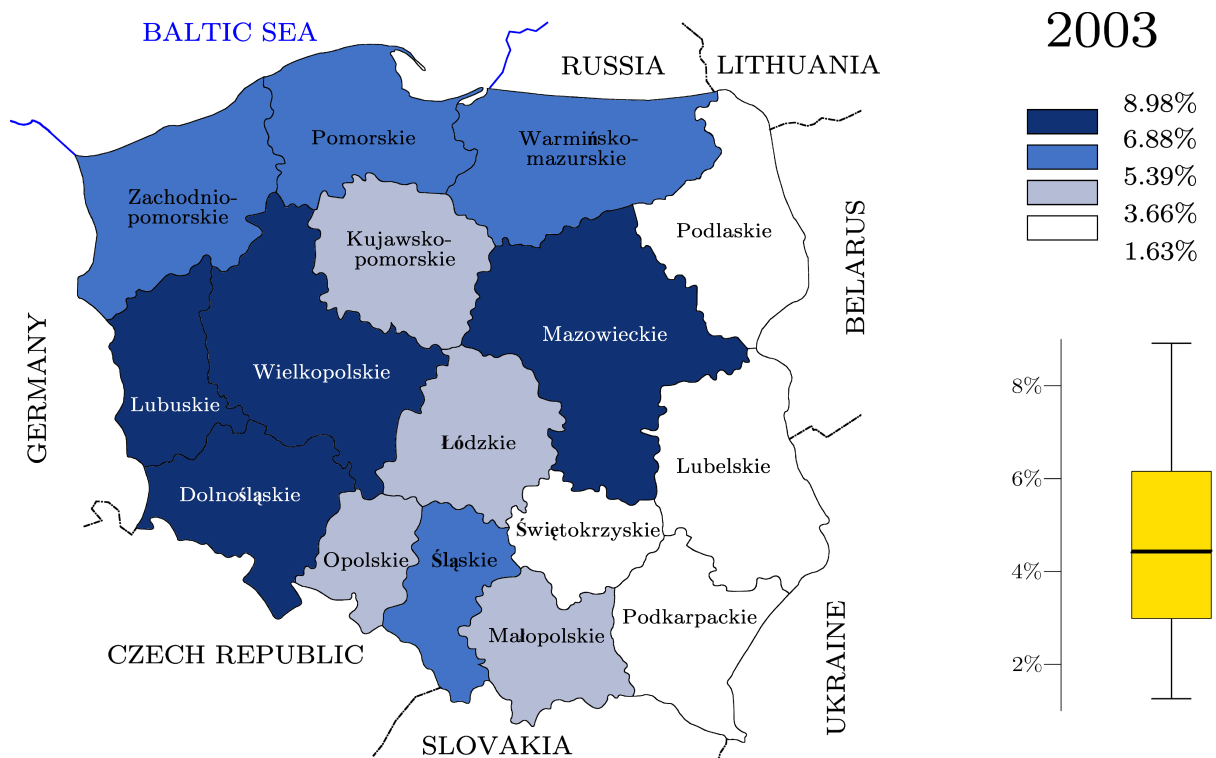 BALTIC SEA
2003
RUSSIA
LITHUANIA
8.98%
6.88%
5.39%
3.66%
1.63%
Pomorskie
Warmińsko-
mazurskie
Zachodnio-
pomorskie
Podlaskie
Kujawsko-
pomorskie
BELARUS
Mazowieckie
GERMANY
Wielkopolskie
Lubuskie
Łódzkie
Lubelskie
Dolnośląskie
Świętokrzyskie
Opolskie
Śląskie
Podkarpackie
Małopolskie
CZECH REPUBLIC
UKRAINE
SLOVAKIA
8%
6%
4%
2%